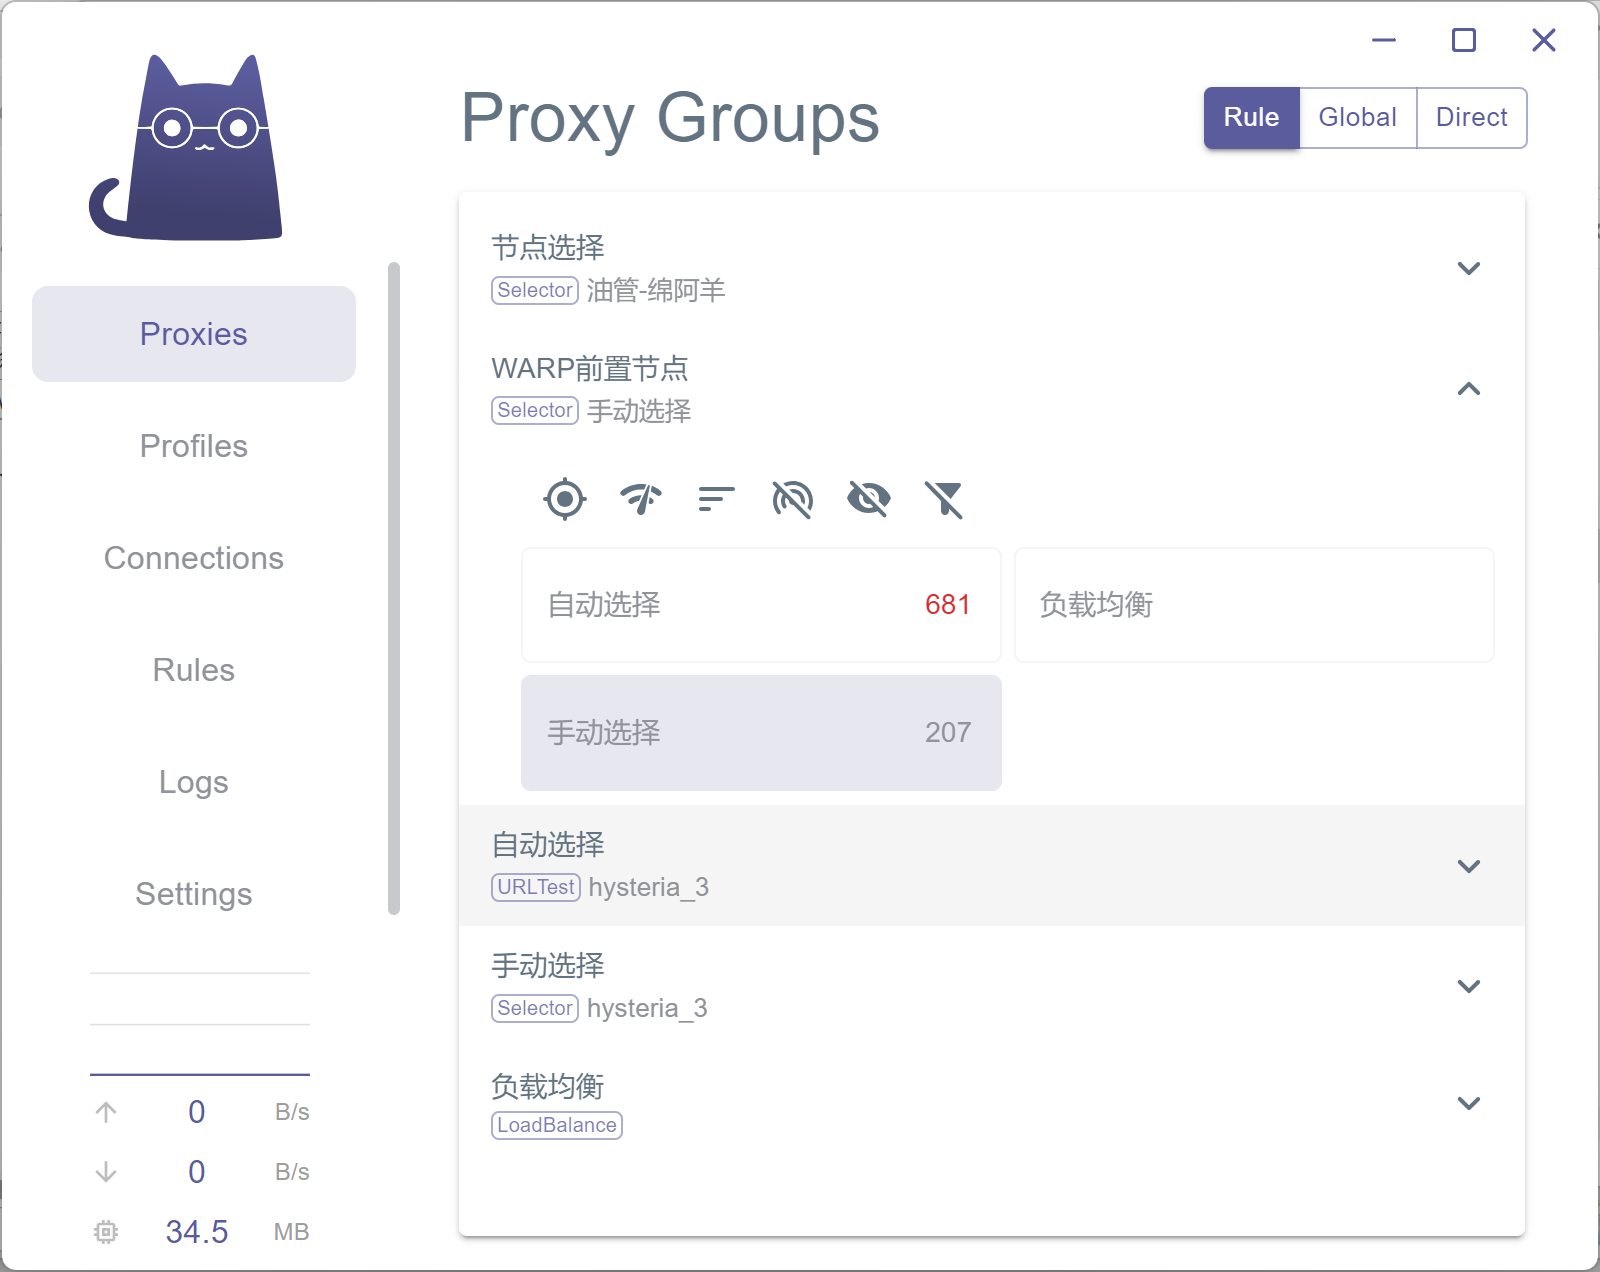 Proxy Groups
Rule
Global
Direct
Proxies
Profiles
Connections
Rules
Logs
Settings
0 B/s
0 B/s
34.5 MB
节点选择
Selector 油管-绵阿羊
WARP前置节点
Selector 手动选择
自动选择 681
负载均衡
手动选择 207
自动选择
URLTest hysteria_3
手动选择
Selector hysteria_3
负载均衡
LoadBalance